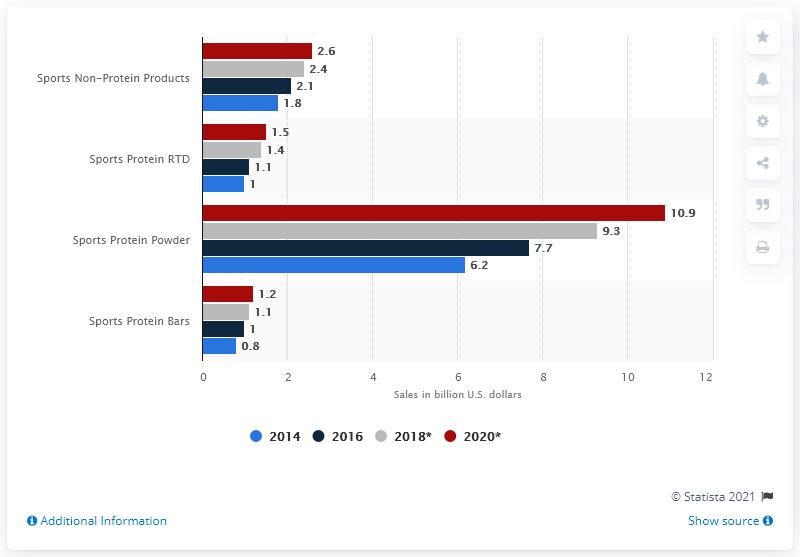 Sports Non-Protein Products
2.6
2.4
2.1
1.8
Sports Protein RTD
1.5
1.4
1.1
1
Sports Protein Powder
10.9
9.3
7.7
6.2
Sports Protein Bars
1.2
1.1
1
0.8
0 2 4 6 8 10 12
Sales in billion U.S. dollars
2014 2016 2018* 2020*
© Statista 2021
Additional Information Show source